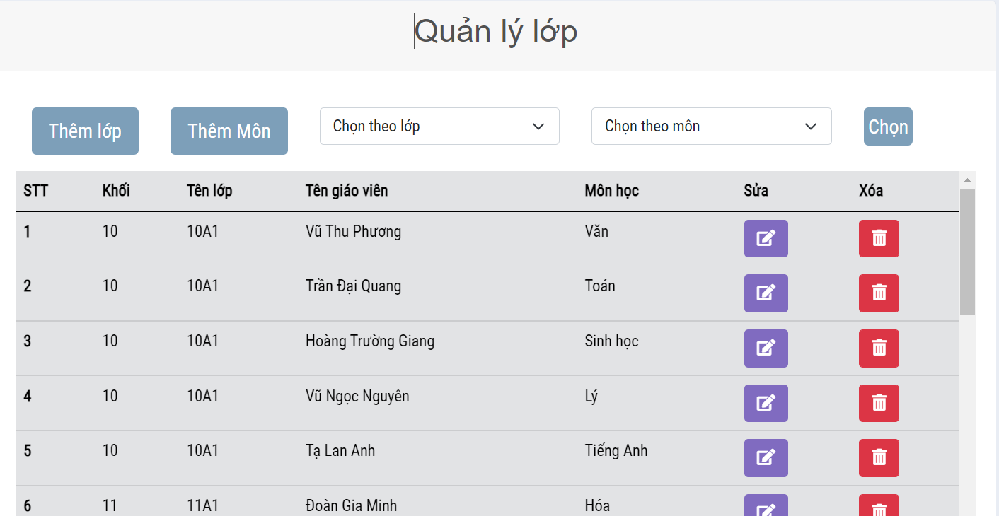 Quản lý lớp
Thêm lớp Thêm Môn Chọn theo lớp Chọn theo môn Chọn
STT Khối Tên lớp Tên giáo viên Môn học Sửa Xóa
1 10 10A1 Vũ Thu Phương Văn
2 10 10A1 Trần Đại Quang Toán
3 10 10A1 Hoàng Trường Giang Sinh học
4 10 10A1 Vũ Ngọc Nguyên Lý
5 10 10A1 Tạ Lan Anh Tiếng Anh
6 11 11A1 Đoàn Gia Minh Hóa